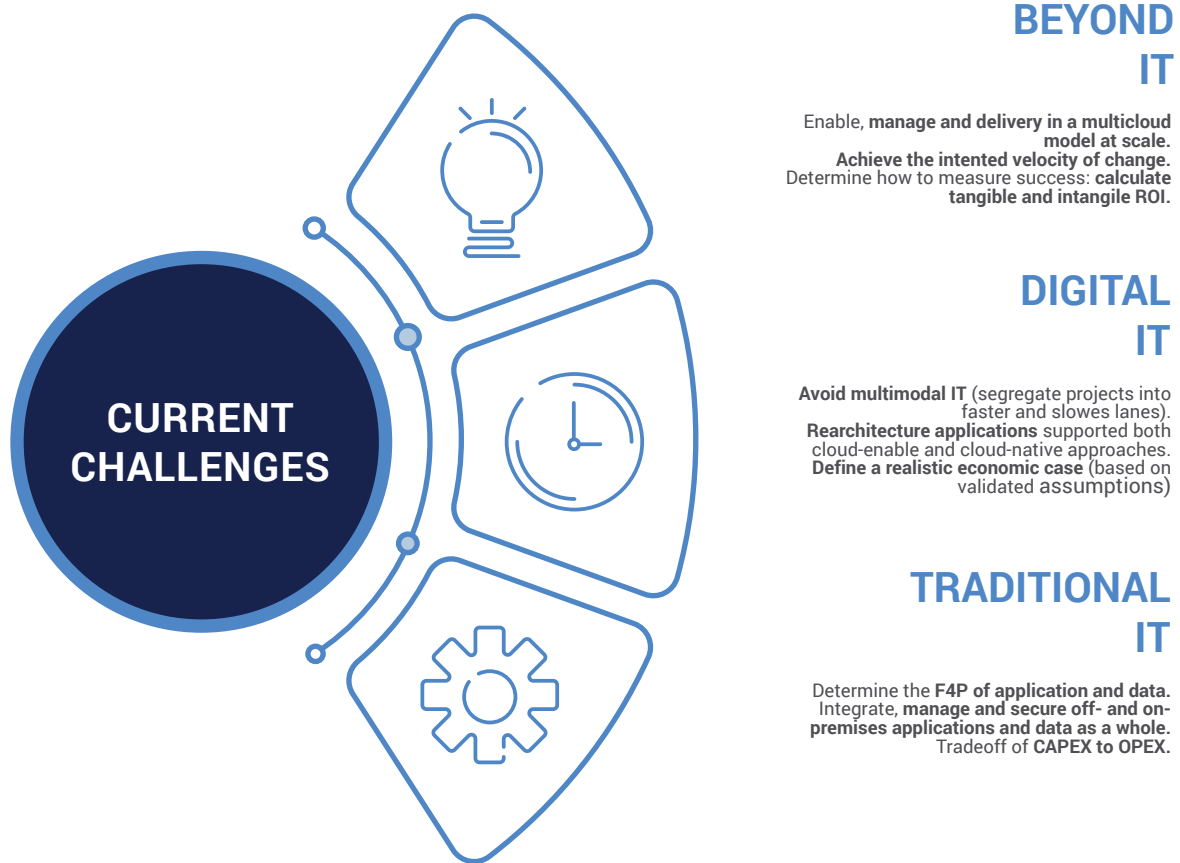 CURRENT
CHALLENGES
BEYOND
IT
Enable, manage and delivery in a multicloud
model at scale.
Achieve the intented velocity of change.
Determine how to measure success: calculate
tangible and intangile ROI.
DIGITAL
IT
Avoid multimodal IT (segregate projects into
faster and slowes lanes).
Rearchitecture applications supported both
cloud-enable and cloud-native approaches.
Define a realistic economic case (based on
validated assumptions)
TRADITIONAL
IT
Determine the F4P of application and data.
Integrate, manage and secure off- and on-
premises applications and data as a whole.
Tradeoff of CAPEX to OPEX.